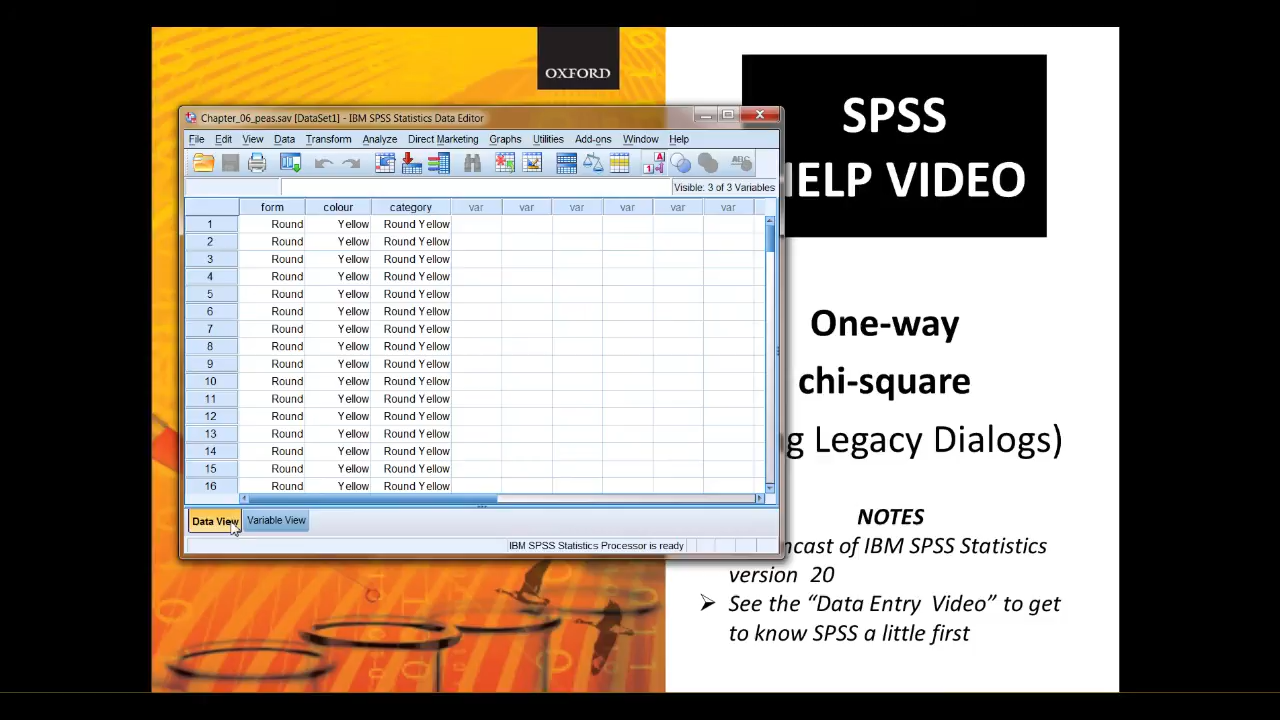 OXFORD
SPSS
HELP VIDEO
One-way
chi-square
g Legacy Dialogs)
NOTES
ncast of IBM SPSS Statistics
version 20
➢ See the “Data Entry Video” to get
to know SPSS a little first
Chapter_06_peas.sav [DataSet1] - IBM SPSS Statistics Data Editor
File Edit View Data Transform Analyze Direct Marketing Graphs Utilities Add-ons Window Help
Visible: 3 of 3 Variables
form colour category var var var var var var
1 Round Yellow Round Yellow
2 Round Yellow Round Yellow
3 Round Yellow Round Yellow
4 Round Yellow Round Yellow
5 Round Yellow Round Yellow
6 Round Yellow Round Yellow
7 Round Yellow Round Yellow
8 Round Yellow Round Yellow
9 Round Yellow Round Yellow
10 Round Yellow Round Yellow
11 Round Yellow Round Yellow
12 Round Yellow Round Yellow
13 Round Yellow Round Yellow
14 Round Yellow Round Yellow
15 Round Yellow Round Yellow
16 Round Yellow Round Yellow
Data View Variable View
IBM SPSS Statistics Processor is ready